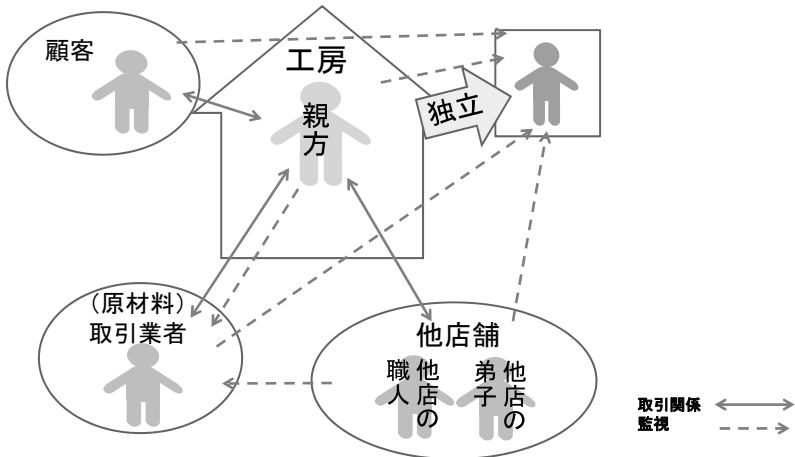 顧客
工房
親方
独立
（原材料）
取引業者
他店舗
他店の
職人
他店の
弟子
取引関係
監視